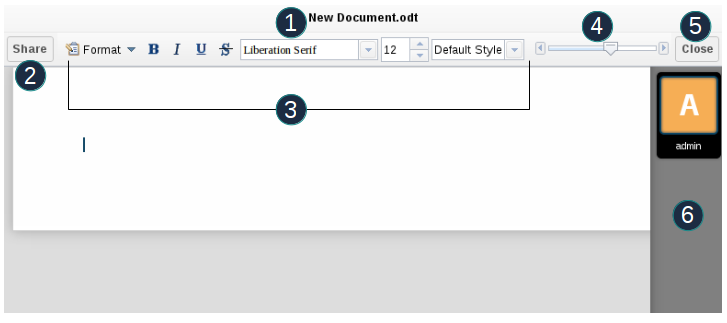 1 New Document.odt 4 5
Share Format B I U S Liberation Serif 12 Default Style Close
2
3
A
admin
6